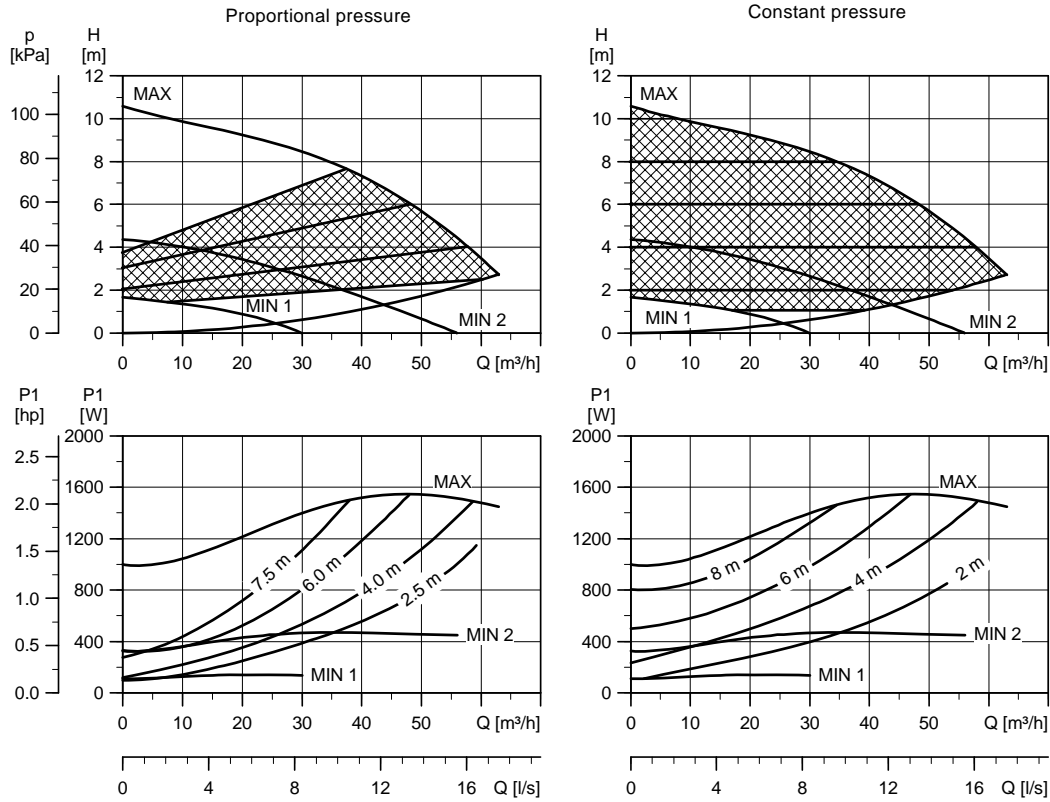 Proportional pressure
p
[kPa]
H
[m]
12
10
8
6
4
2
0
100
80
60
40
20
0
MAX
MIN 1
MIN 2
0 10 20 30 40 50 Q [m³/h]
Constant pressure
H
[m]
12
10
8
6
4
2
0
MAX
MIN 1
MIN 2
0 10 20 30 40 50 Q [m³/h]
P1
[hp]
P1
[W]
2.5
2.0
1.5
1.0
0.5
0.0
2000
1600
1200
800
400
0
MAX
7.5 m
6.0 m
4.0 m
2.5 m
MIN 2
MIN 1
0 10 20 30 40 50 Q [m³/h]
0 4 8 12 16 Q [l/s]
P1
[W]
2000
1600
1200
800
400
0
MAX
8 m
6 m
4 m
2 m
MIN 2
MIN 1
0 10 20 30 40 50 Q [m³/h]
0 4 8 12 16 Q [l/s]